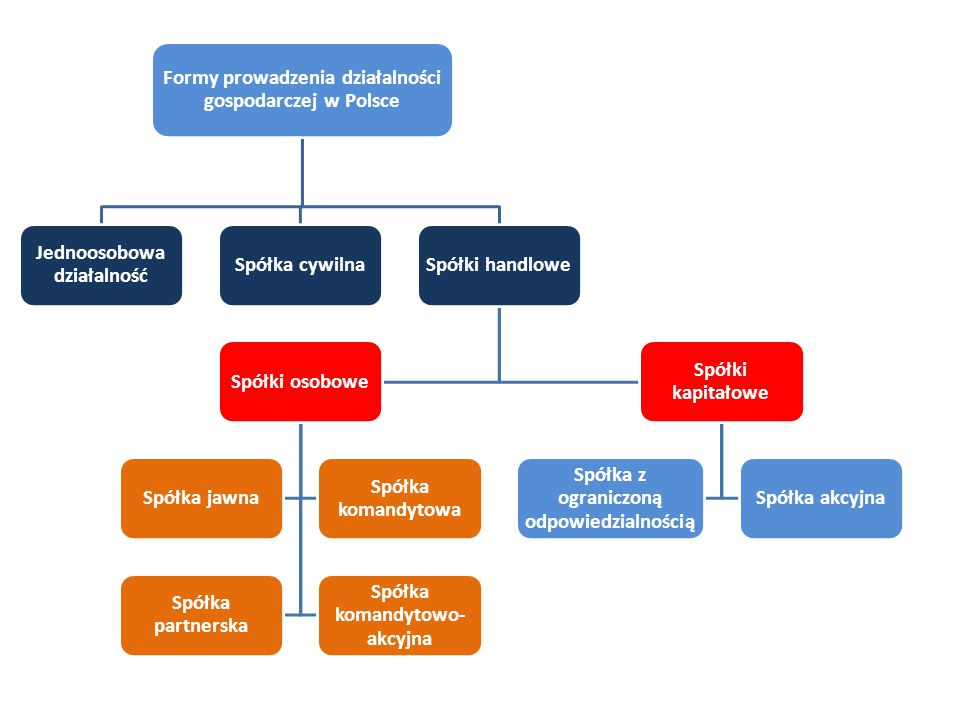 Formy prowadzenia działalności
gospodarczej w Polsce
Jednoosobowa
działalność
Spółka cywilna
Spółki handlowe
Spółki osobowe
Spółki
kapitałowe
Spółka jawna
Spółka
komandytowa
Spółka z
ograniczoną
odpowiedzialnością
Spółka akcyjna
Spółka
partnerska
Spółka
komandytowo-
akcyjna